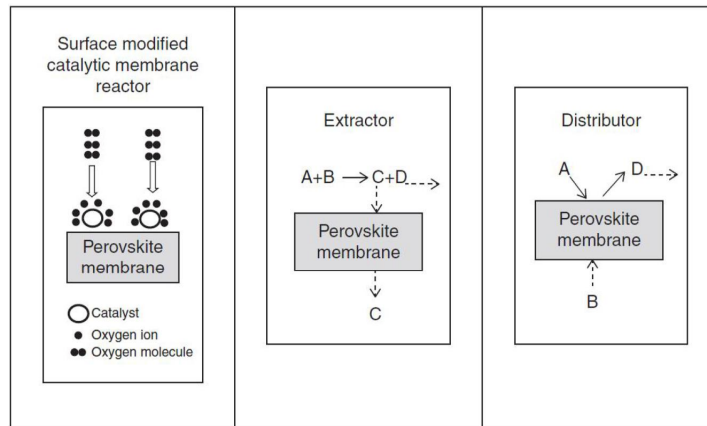 Surface modified
catalytic membrane
reactor
Perovskite
membrane
Catalyst
Oxygen ion
Oxygen molecule
Extractor
A+B C+D
Perovskite
membrane
C
Distributor
A D
Perovskite
membrane
B